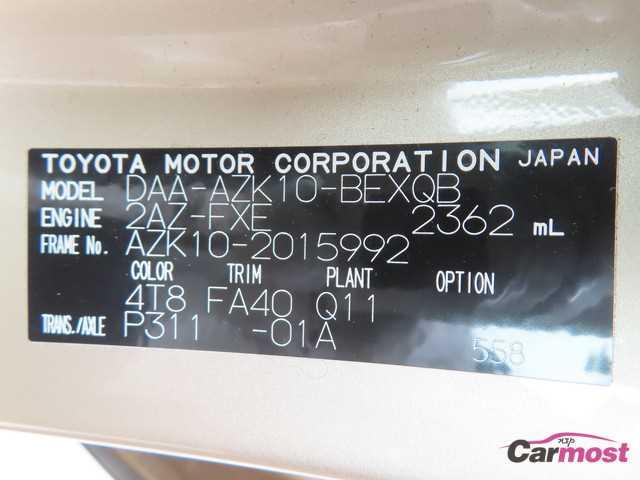 TOYOTA MOTOR CORPORATION JAPAN
MODEL DAA-AZK10-BEXQB
ENGINE 2AZ-FXE 2362 mL
FRAME No. AZK10-2015992
COLOR TRIM PLANT OPTION
4T8 FA40 Q11
TRANS./AXLE P311 -01A
558
Carmost